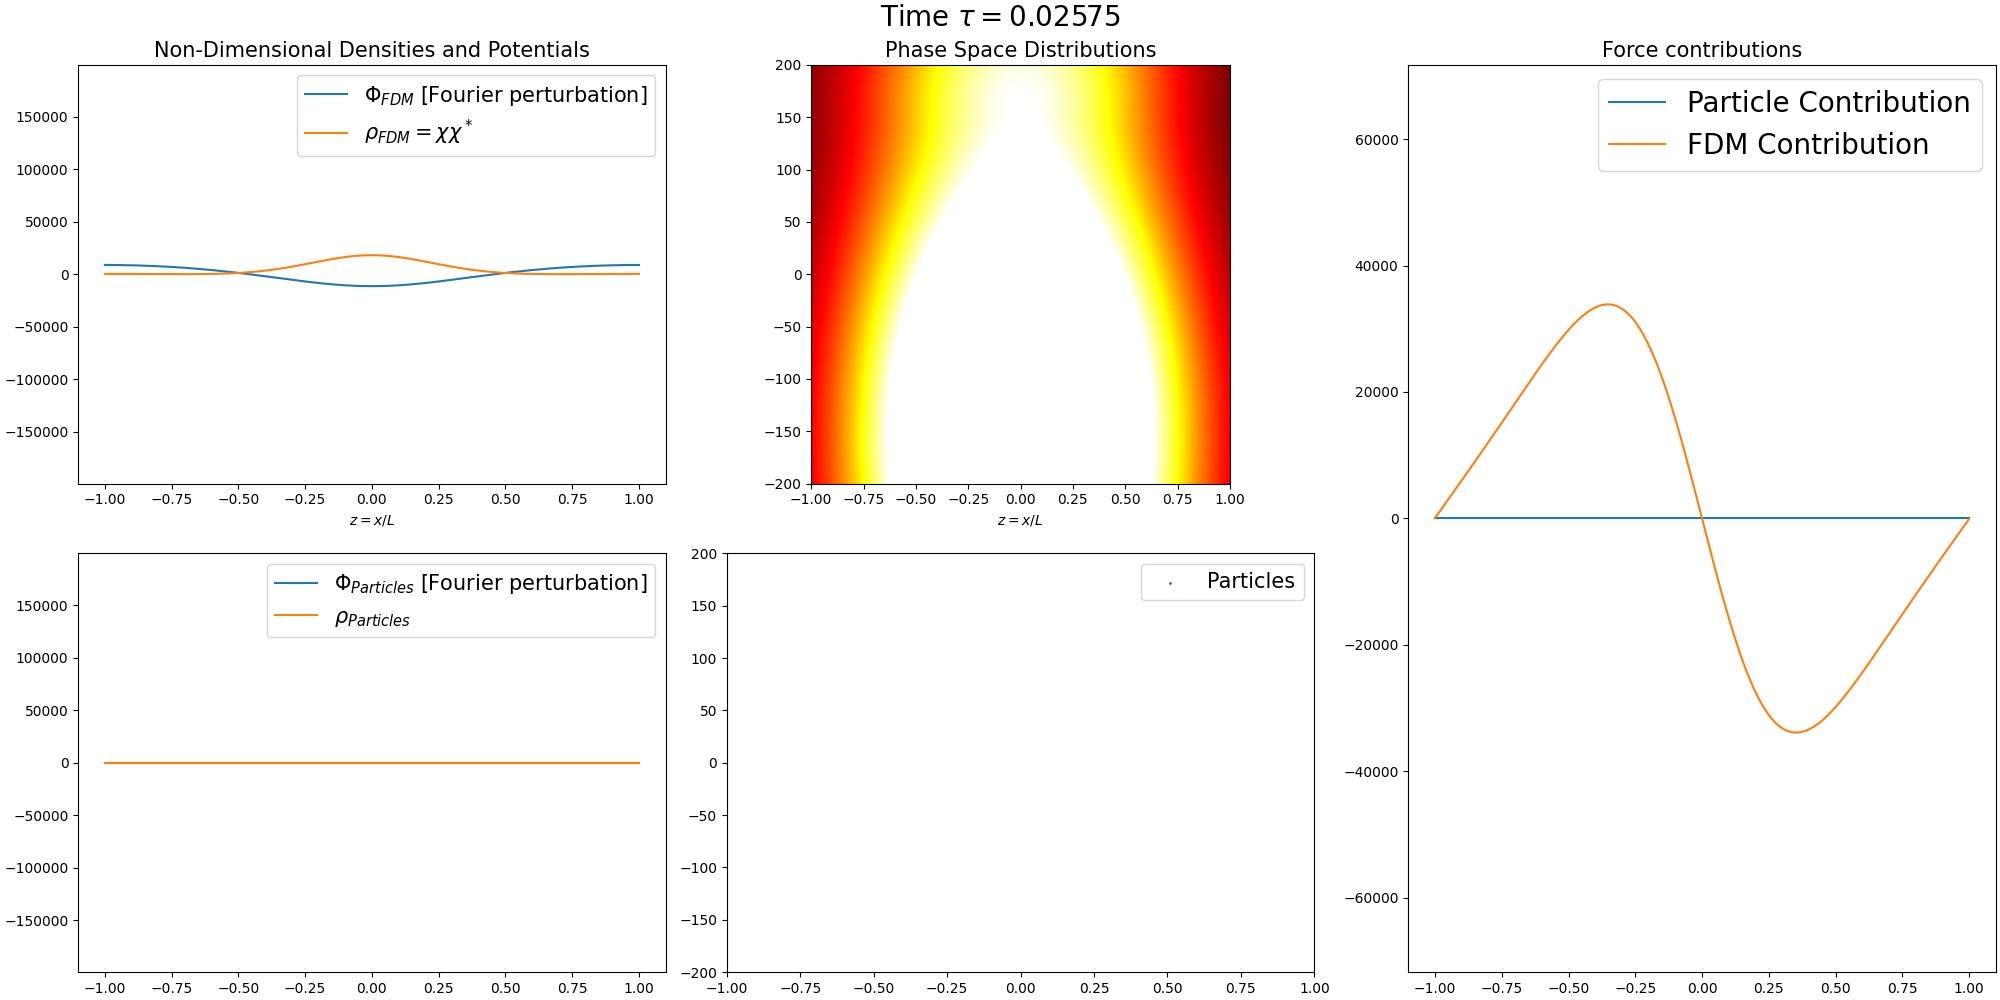 Time τ = 0.02575
Non-Dimensional Densities and Potentials
Φ_FDM [Fourier perturbation]
ρ_FDM = χχ*
150000
100000
50000
0
−50000
−100000
−150000
−1.00 −0.75 −0.50 −0.25 0.00 0.25 0.50 0.75 1.00
z = x/L
Phase Space Distributions
200
150
100
50
0
−50
−100
−150
−200
−1.00 −0.75 −0.50 −0.25 0.00 0.25 0.50 0.75 1.00
z = x/L
Force contributions
Particle Contribution
FDM Contribution
60000
40000
20000
0
−20000
−40000
−60000
−1.00 −0.75 −0.50 −0.25 0.00 0.25 0.50 0.75 1.00
Φ_Particles [Fourier perturbation]
ρ_Particles
150000
100000
50000
0
−50000
−100000
−150000
−1.00 −0.75 −0.50 −0.25 0.00 0.25 0.50 0.75 1.00
Particles
200
150
100
50
0
−50
−100
−150
−200
−1.00 −0.75 −0.50 −0.25 0.00 0.25 0.50 0.75 1.00